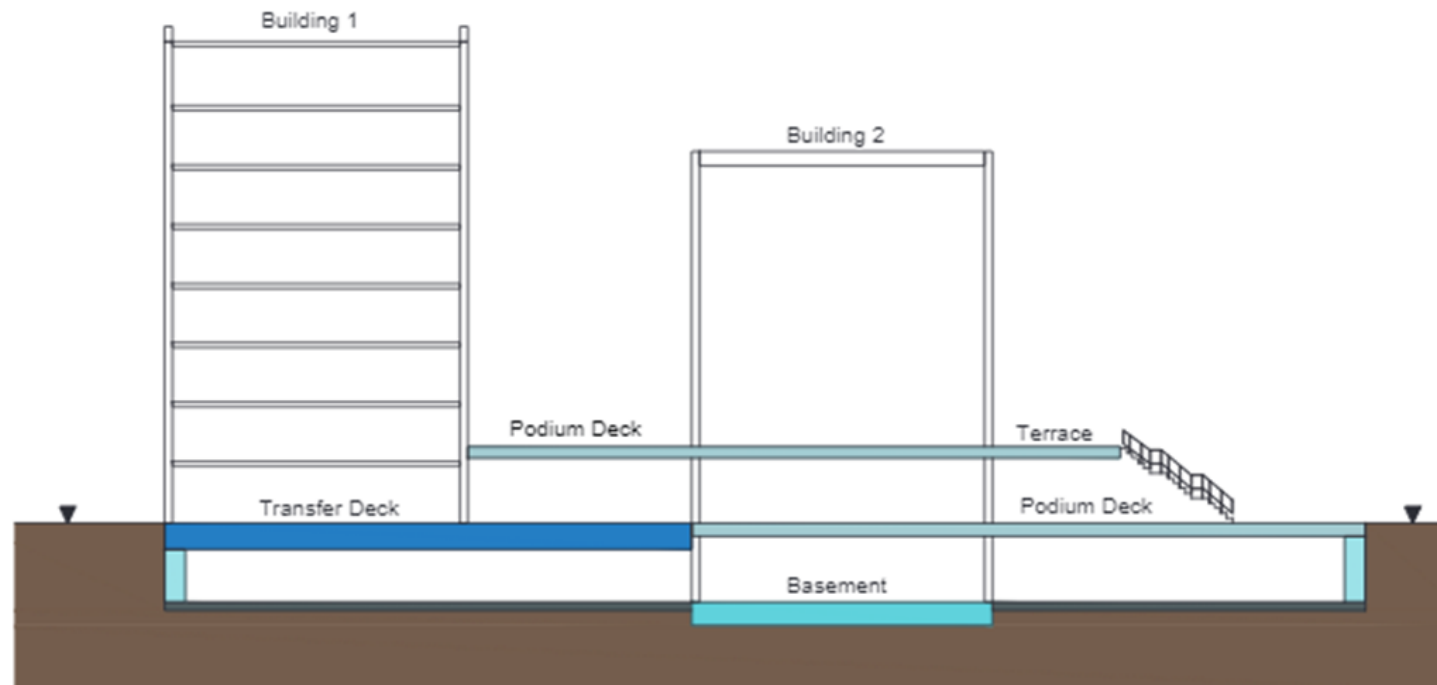 Building 1
Building 2
Podium Deck
Terrace
Transfer Deck
Podium Deck
Basement